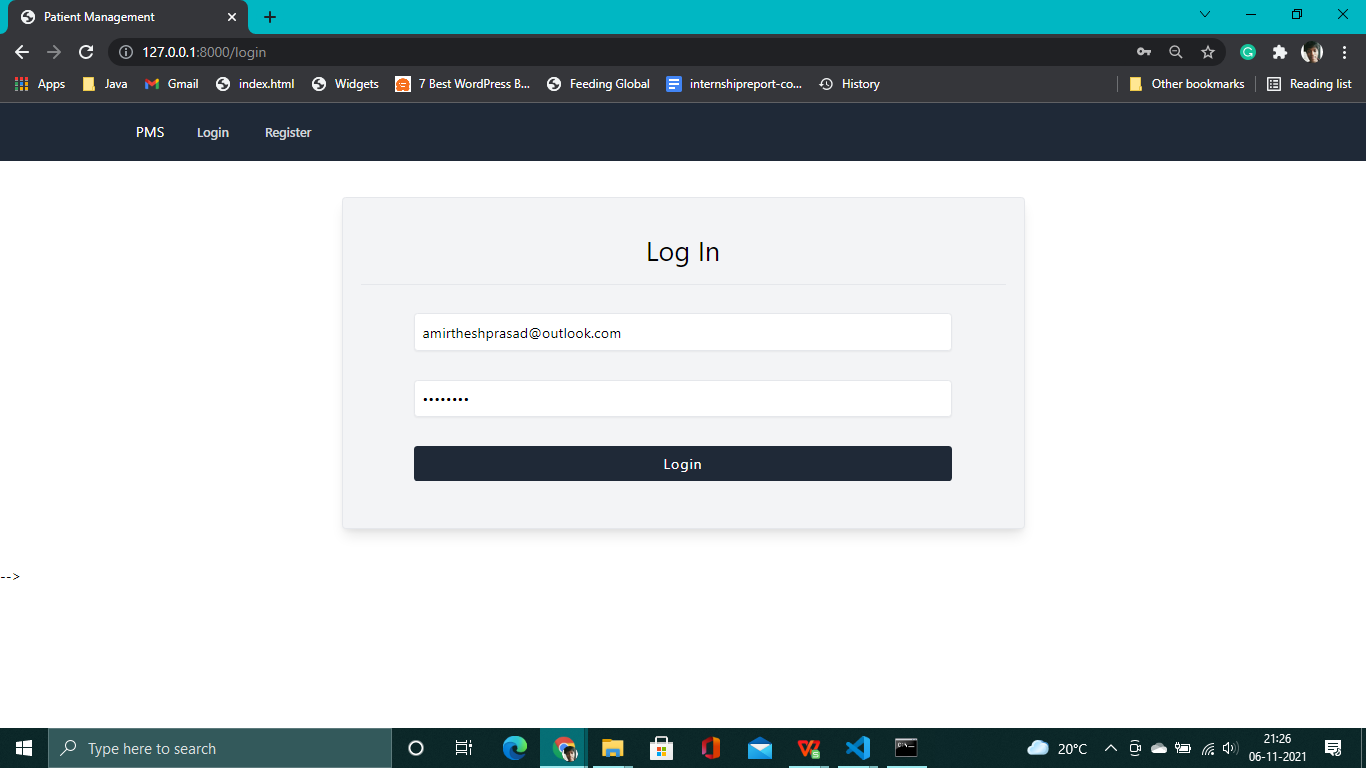 Patient Management
127.0.0.1:8000/login
Apps Java Gmail index.html Widgets 7 Best WordPress B... Feeding Global internshipreport-co... History Other bookmarks Reading list
PMS Login Register
Log In
amirtheshprasad@outlook.com
••••••••
Login
-->
Type here to search
20°C
21:26
06-11-2021